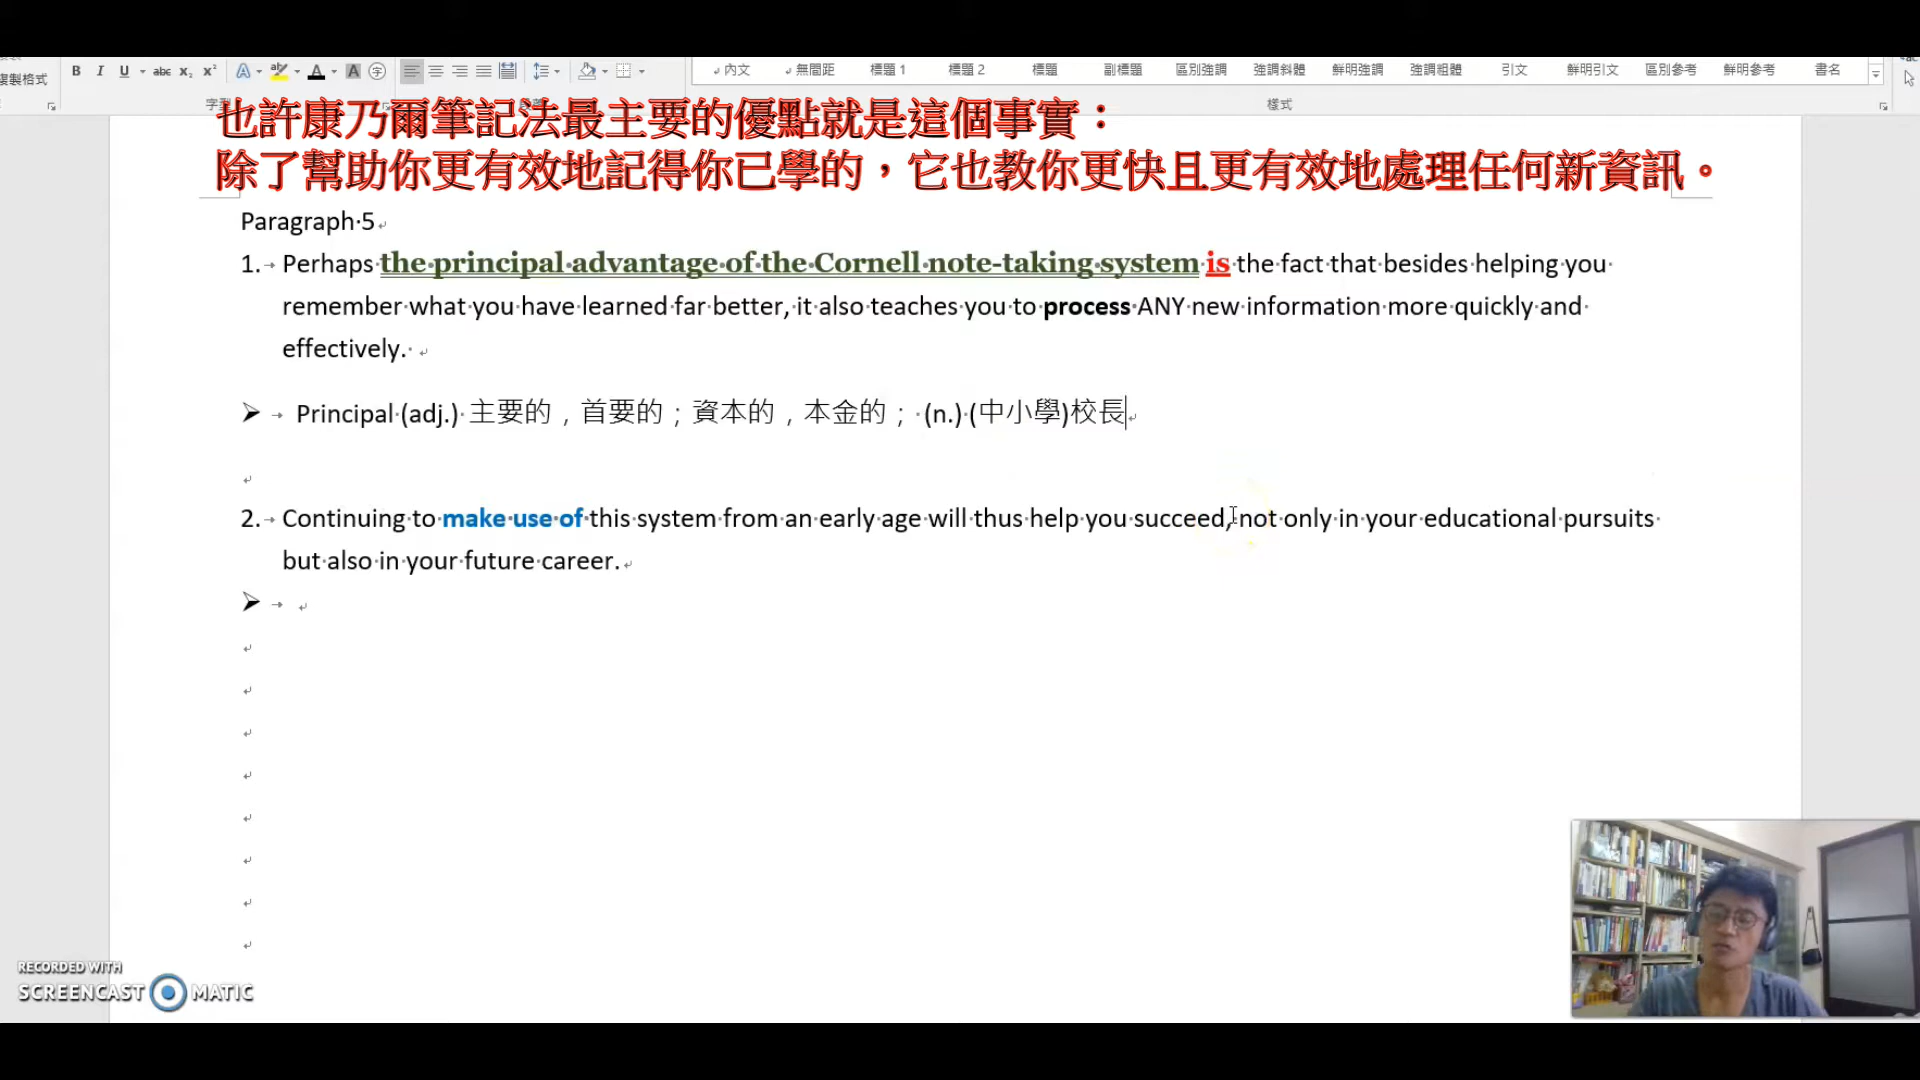 複製格式 B I U abc X₂ X² A A A 字 內文 無間距 標題 1 標題 2 標題 副標題 區別強調 強調斜體 鮮明強調 強調粗體 引文 鮮明引文 區別參考 鮮明參考 書名
樣式
也許康乃爾筆記法最主要的優點就是這個事實：
除了幫助你更有效地記得你已學的，它也教你更快且更有效地處理任何新資訊。
Paragraph 5
1. Perhaps the principal advantage of the Cornell note-taking system is the fact that besides helping you
remember what you have learned far better, it also teaches you to process ANY new information more quickly and
effectively.
➤ Principal (adj.) 主要的，首要的；資本的，本金的； (n.) (中小學)校長
2. Continuing to make use of this system from an early age will thus help you succeed, not only in your educational pursuits
but also in your future career.
➤
RECORDED WITH
SCREENCAST MATIC